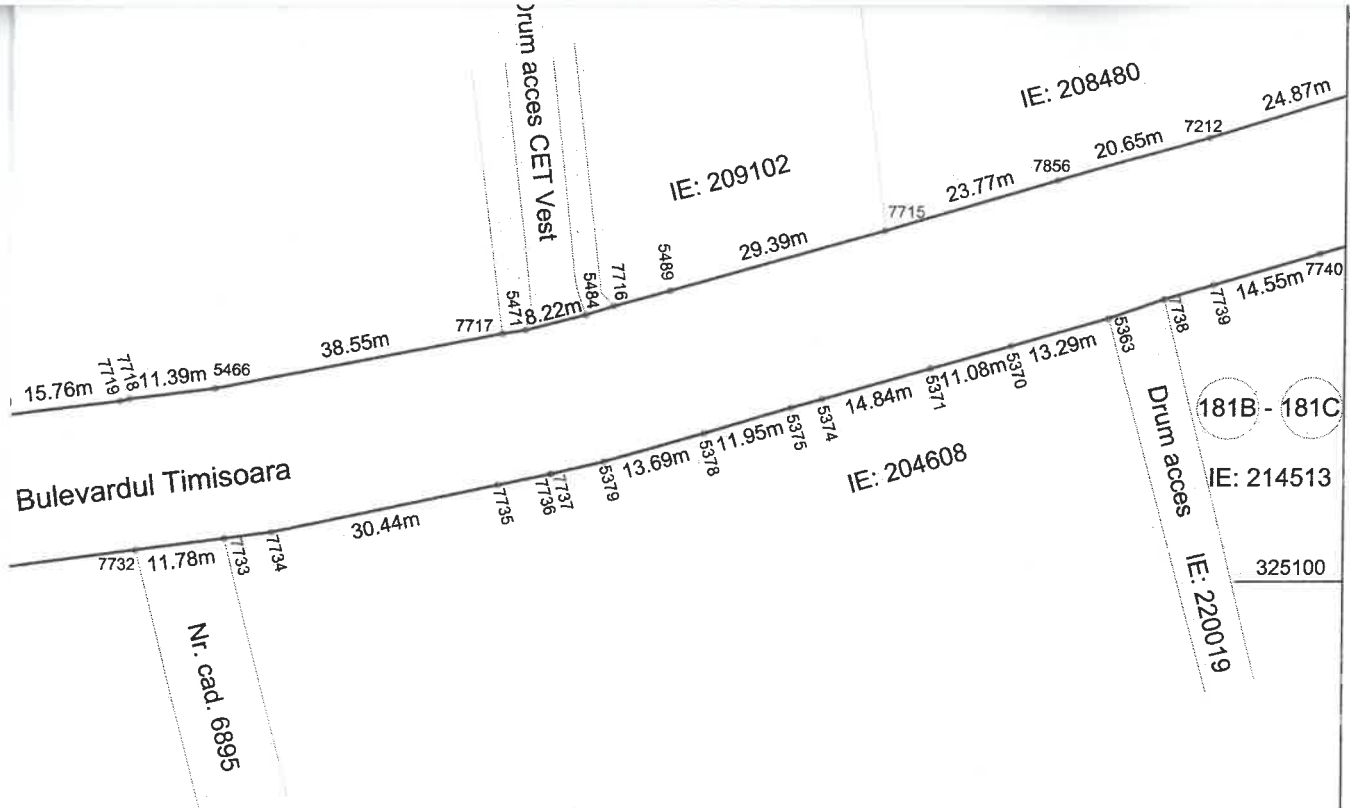 Drum acces CET Vest
IE: 208480
24.87m
7212
20.65m
7856
IE: 209102
23.77m
7715
29.39m
5489
7716
5484
8.22m
5471
7717
38.55m
5466
11.39m
7718
7719
15.76m
7740
14.55m
7739
7738
5363
13.29m
5370
11.08m
5371
14.84m
5374
5375
11.95m
5378
13.69m
5379
7737
7736
7735
30.44m
7734
7733
11.78m
7732
Bulevardul Timisoara
IE: 204608
Drum acces
IE: 220019
181B - 181C
IE: 214513
325100
Nr. cad. 6895